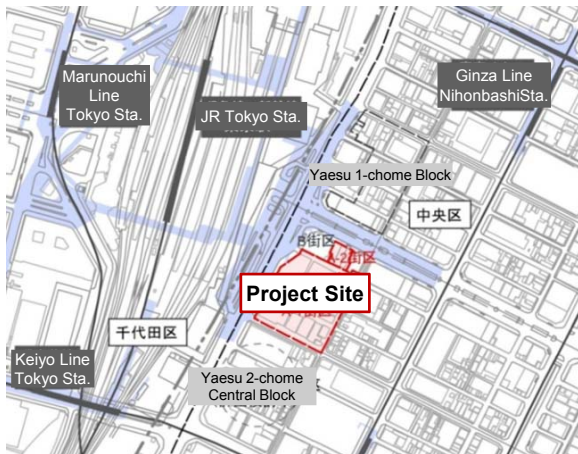 Marunouchi
Line
Tokyo Sta.
JR Tokyo Sta.
Ginza Line
NihonbashiSta.
Yaesu 1-chome Block
中央区
B街区
A-2街区
Project Site
千代田区
Keiyo Line
Tokyo Sta.
Yaesu 2-chome
Central Block